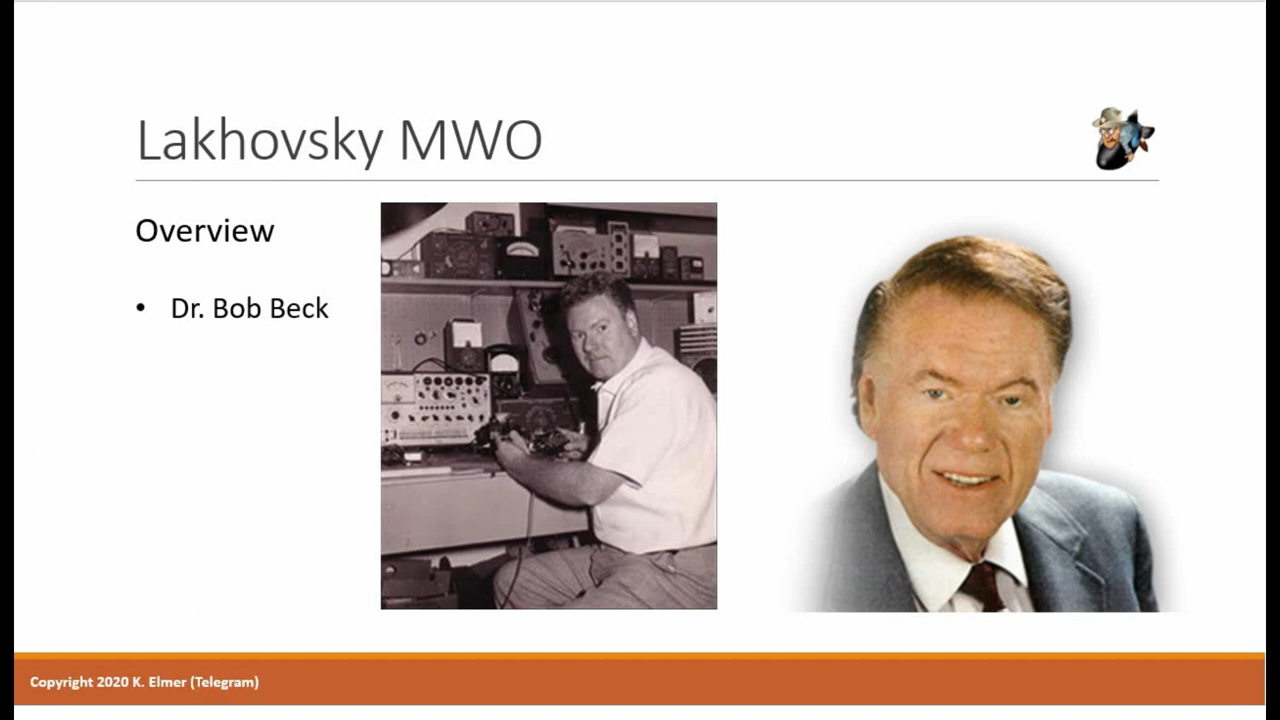 Lakhovsky MWO
Overview
• Dr. Bob Beck
Copyright 2020 K. Elmer (Telegram)